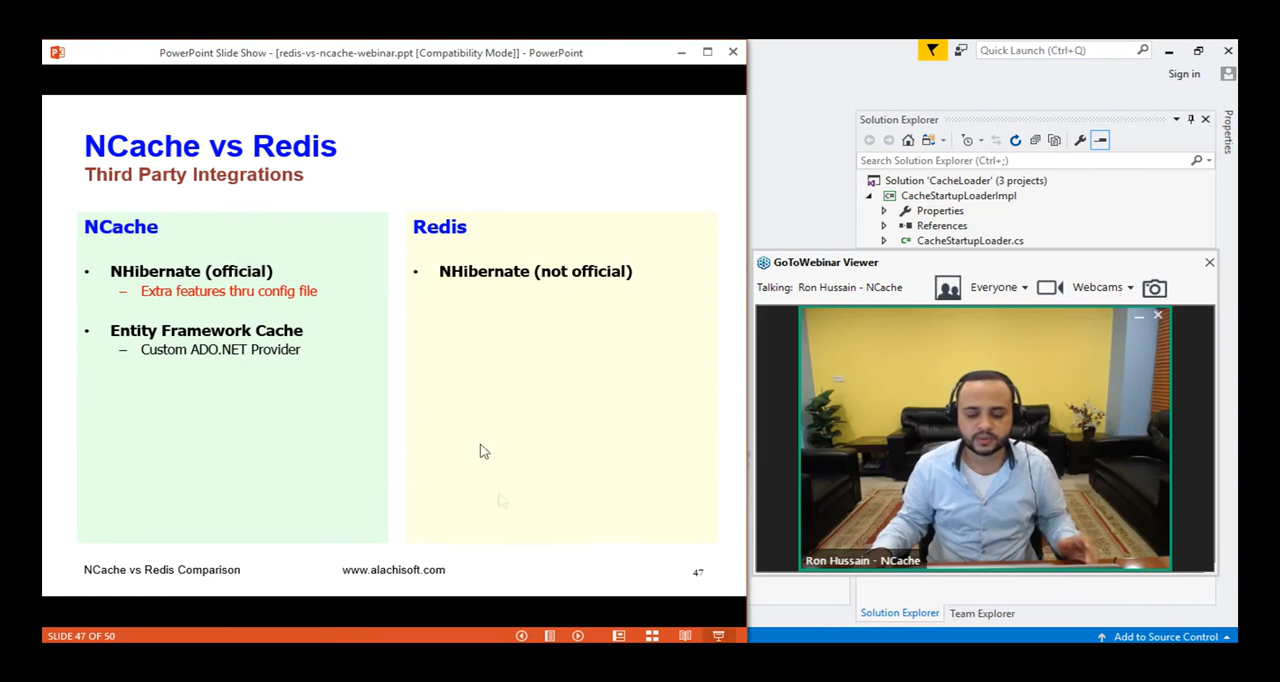 PowerPoint Slide Show - [redis-vs-ncache-webinar.ppt [Compatibility Mode]] - PowerPoint
NCache vs Redis
Third Party Integrations
NCache
• NHibernate (official)
– Extra features thru config file
• Entity Framework Cache
– Custom ADO.NET Provider
Redis
• NHibernate (not official)
NCache vs Redis Comparison
www.alachisoft.com
47
SLIDE 47 OF 50
Quick Launch (Ctrl+Q)
Sign in
Solution Explorer
Search Solution Explorer (Ctrl+;)
Solution 'CacheLoader' (3 projects)
CacheStartupLoaderImpl
Properties
References
CacheStartupLoader.cs
Properties
GoToWebinar Viewer
Talking: Ron Hussain - NCache
Everyone
Webcams
Ron Hussain - NCache
Solution Explorer
Team Explorer
Add to Source Control